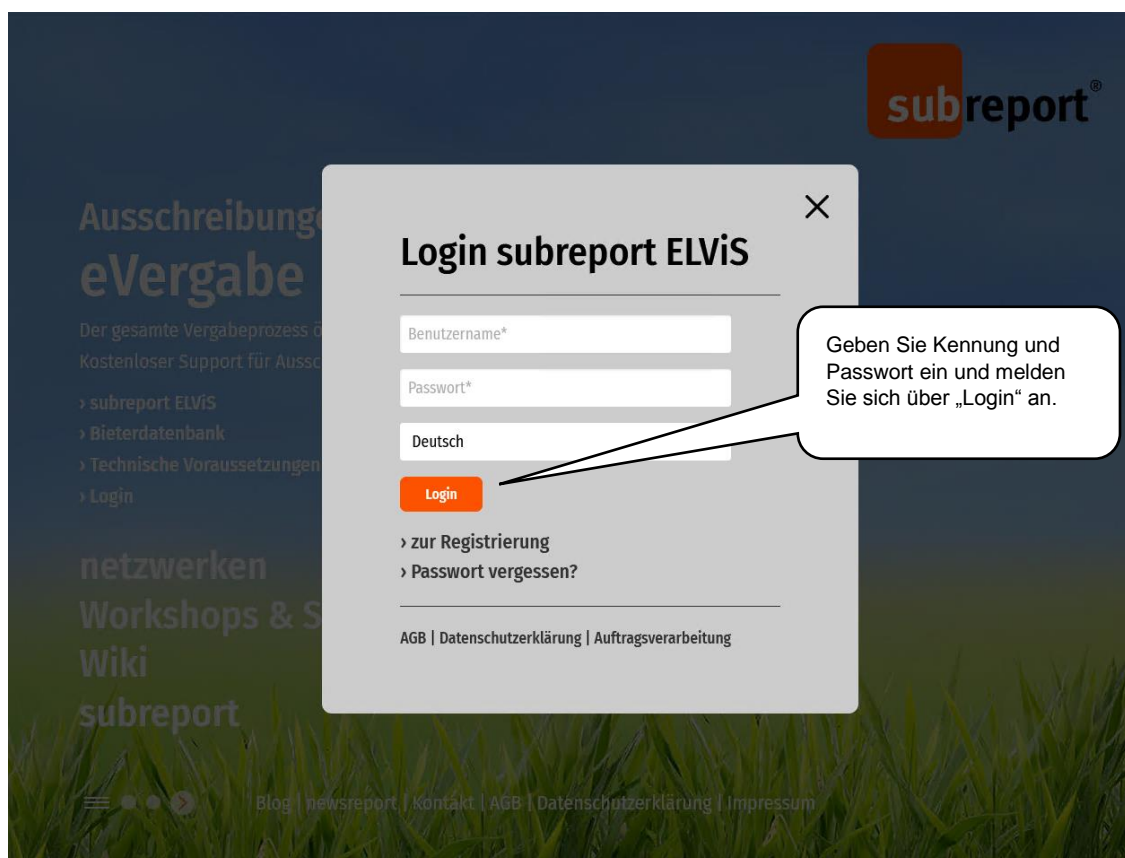 subreport®
Ausschreibung
eVergabe
Der gesamte Vergabeprozess
Kostenloser Support für
› subreport ELViS
› Bieterdatenbank
› Technische Voraussetzungen
› Login
netzwerken
Workshops & S
Wiki
subreport
Login subreport ELViS
Benutzername*
Passwort*
Deutsch
Login
› zur Registrierung
› Passwort vergessen?
AGB | Datenschutzerklärung | Auftragsverarbeitung
Geben Sie Kennung und
Passwort ein und melden
Sie sich über „Login“ an.
Blog | newsreport | Kontakt | AGB | Datenschutzerklärung | Impressum